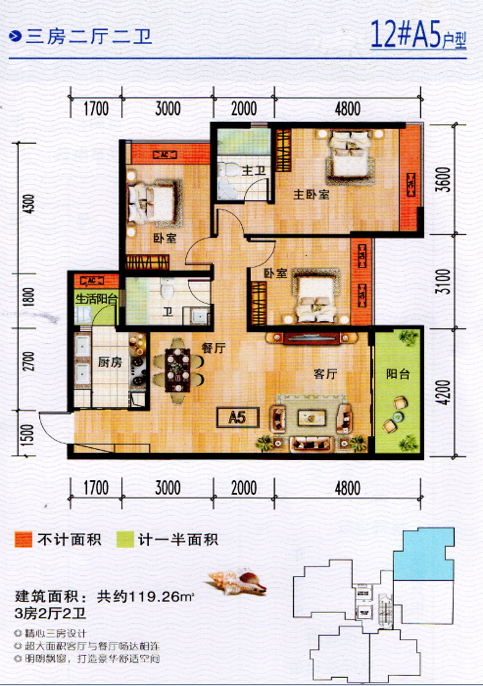 三房二厅二卫
12#A5户型
1700 3000 2000 4800
4300 1800 2700 1500
3600 3100 4200
主卫
主卧室
卧室
卧室
生活阳台
卫
厨房
餐厅
客厅
阳台
A5
1700 3000 2000 4800
不计面积 计一半面积
建筑面积：共约119.26㎡
3房2厅2卫
◎精心三房设计
◎超大面积客厅与餐厅畅达相连
◎明朗飘窗，打造豪华舒适空间